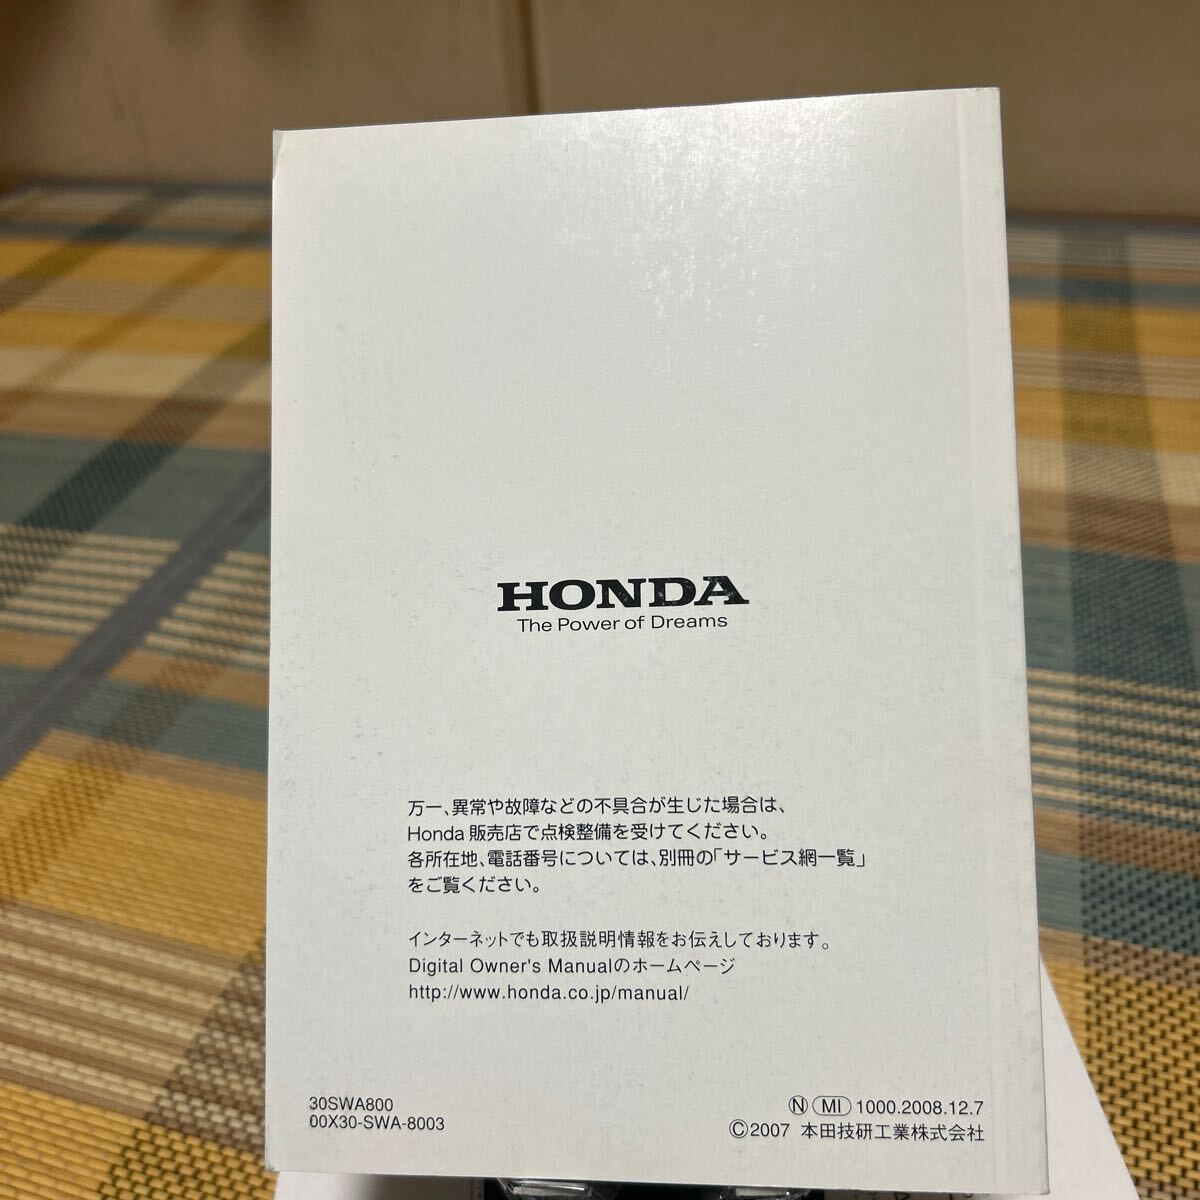 HONDA
The Power of Dreams
万一、異常や故障などの不具合が生じた場合は、
Honda 販売店で点検整備を受けてください。
各所在地、電話番号については、別冊の「サービス網一覧」
をご覧ください。
インターネットでも取扱説明情報をお伝えしております。
Digital Owner's Manualのホームページ
http://www.honda.co.jp/manual/
30SWA800
00X30-SWA-8003
Ⓝ MI 1000.2008.12.7
©2007 本田技研工業株式会社